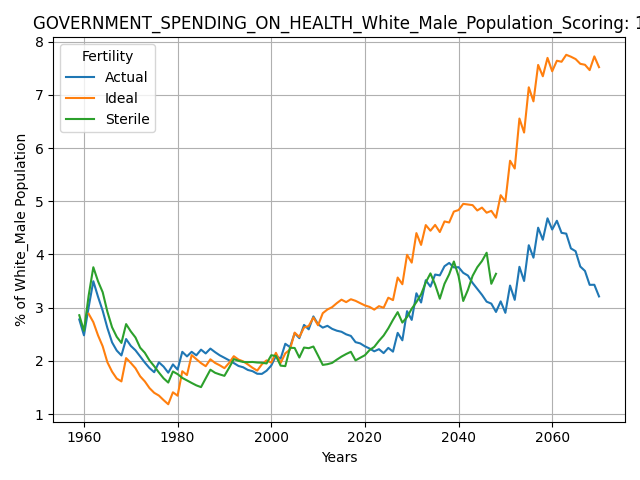 GOVERNMENT_SPENDING_ON_HEALTH_White_Male_Population_Scoring: 1
Fertility
Actual
Ideal
Sterile
% of White_Male Population
8
7
6
5
4
3
2
1
1960
1980
2000
2020
2040
2060
Years